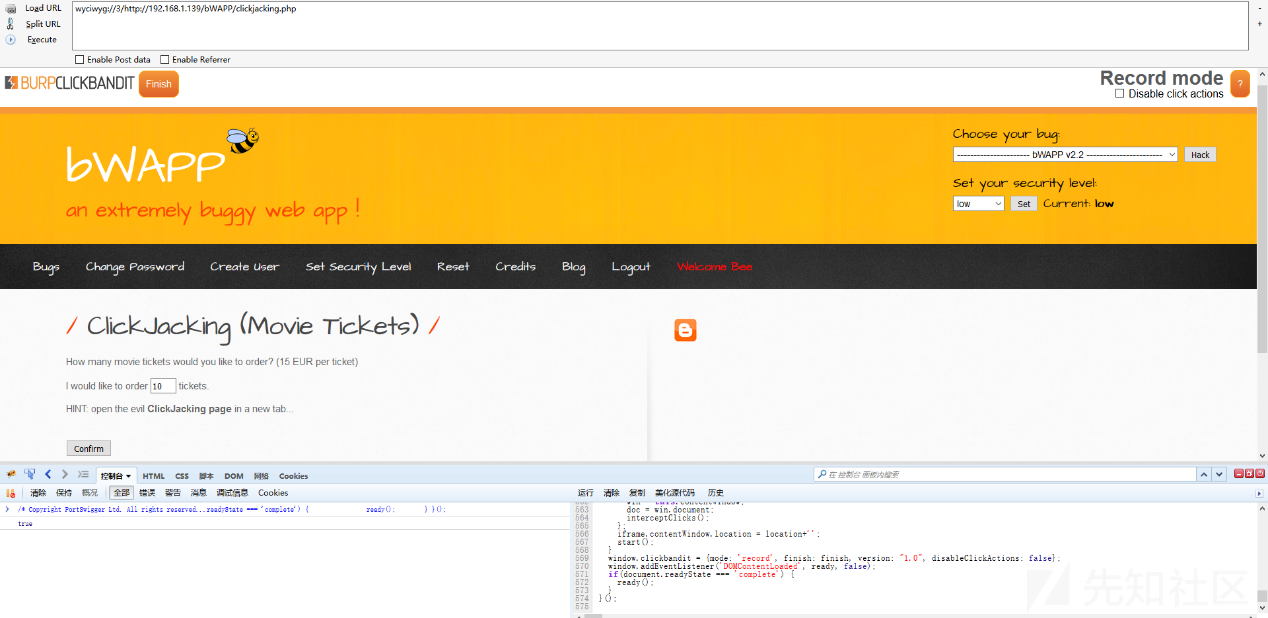 Load URL
Split URL
Execute
wyciwyg://3/http://192.168.1.139/bWAPP/clickjacking.php
Enable Post data Enable Referrer
BURPCLICKBANDIT Finish
Record mode ?
Disable click actions
bWAPP
an extremely buggy web app !
Choose your bug:
----------------------- bWAPP v2.2 ------------------------ Hack
Set your security level:
low Set Current: low
Bugs Change Password Create User Set Security Level Reset Credits Blog Logout Welcome Bee
/ ClickJacking (Movie Tickets) /
How many movie tickets would you like to order? (15 EUR per ticket)
I would like to order 10 tickets.
HINT: open the evil ClickJacking page in a new tab...
Confirm
控制台 HTML CSS 脚本 DOM 网络 Cookies 在 控制台 面板内搜索
清除 保持 概况 全部 错误 警告 消息 调试信息 Cookies
运行 清除 复制 美化源代码 历史
/* Copyright PortSwigger Ltd. All rights reserved...readyState === 'complete') { ready(); } }();
true
563 doc = win.document;
564 interceptClicks();
565 };
566 iframe.contentWindow.location = location+'';
567 start();
568 }
569 window.clickbandit = {mode: "record", finish: finish, version: "1.0", disableClickActions: false};
570 window.addEventListener("DOMContentLoaded", ready, false);
571 if(document.readyState === 'complete') {
572 ready();
573 }
574 }();
575
先知社区